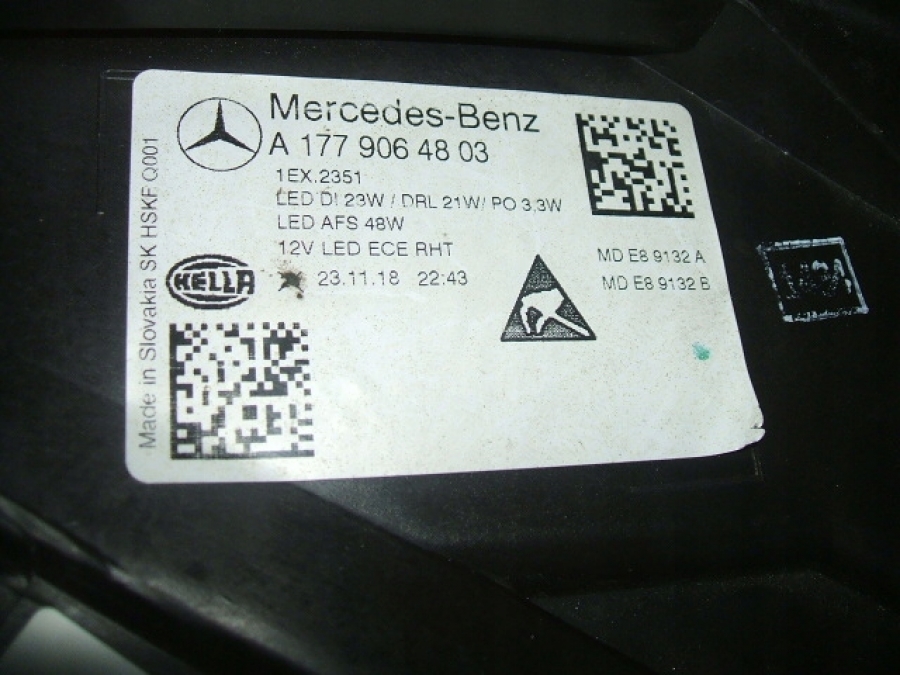 Mercedes-Benz
A 177 906 48 03
1EX.2351
LED DI 23W / DRL 21W/ PO 3,3W
LED AFS 48W
12V LED ECE RHT
HELLA
23.11.18 22:43
MD E8 9132 A
MD E8 9132 B
Made in Slovakia SK HSKF Q001